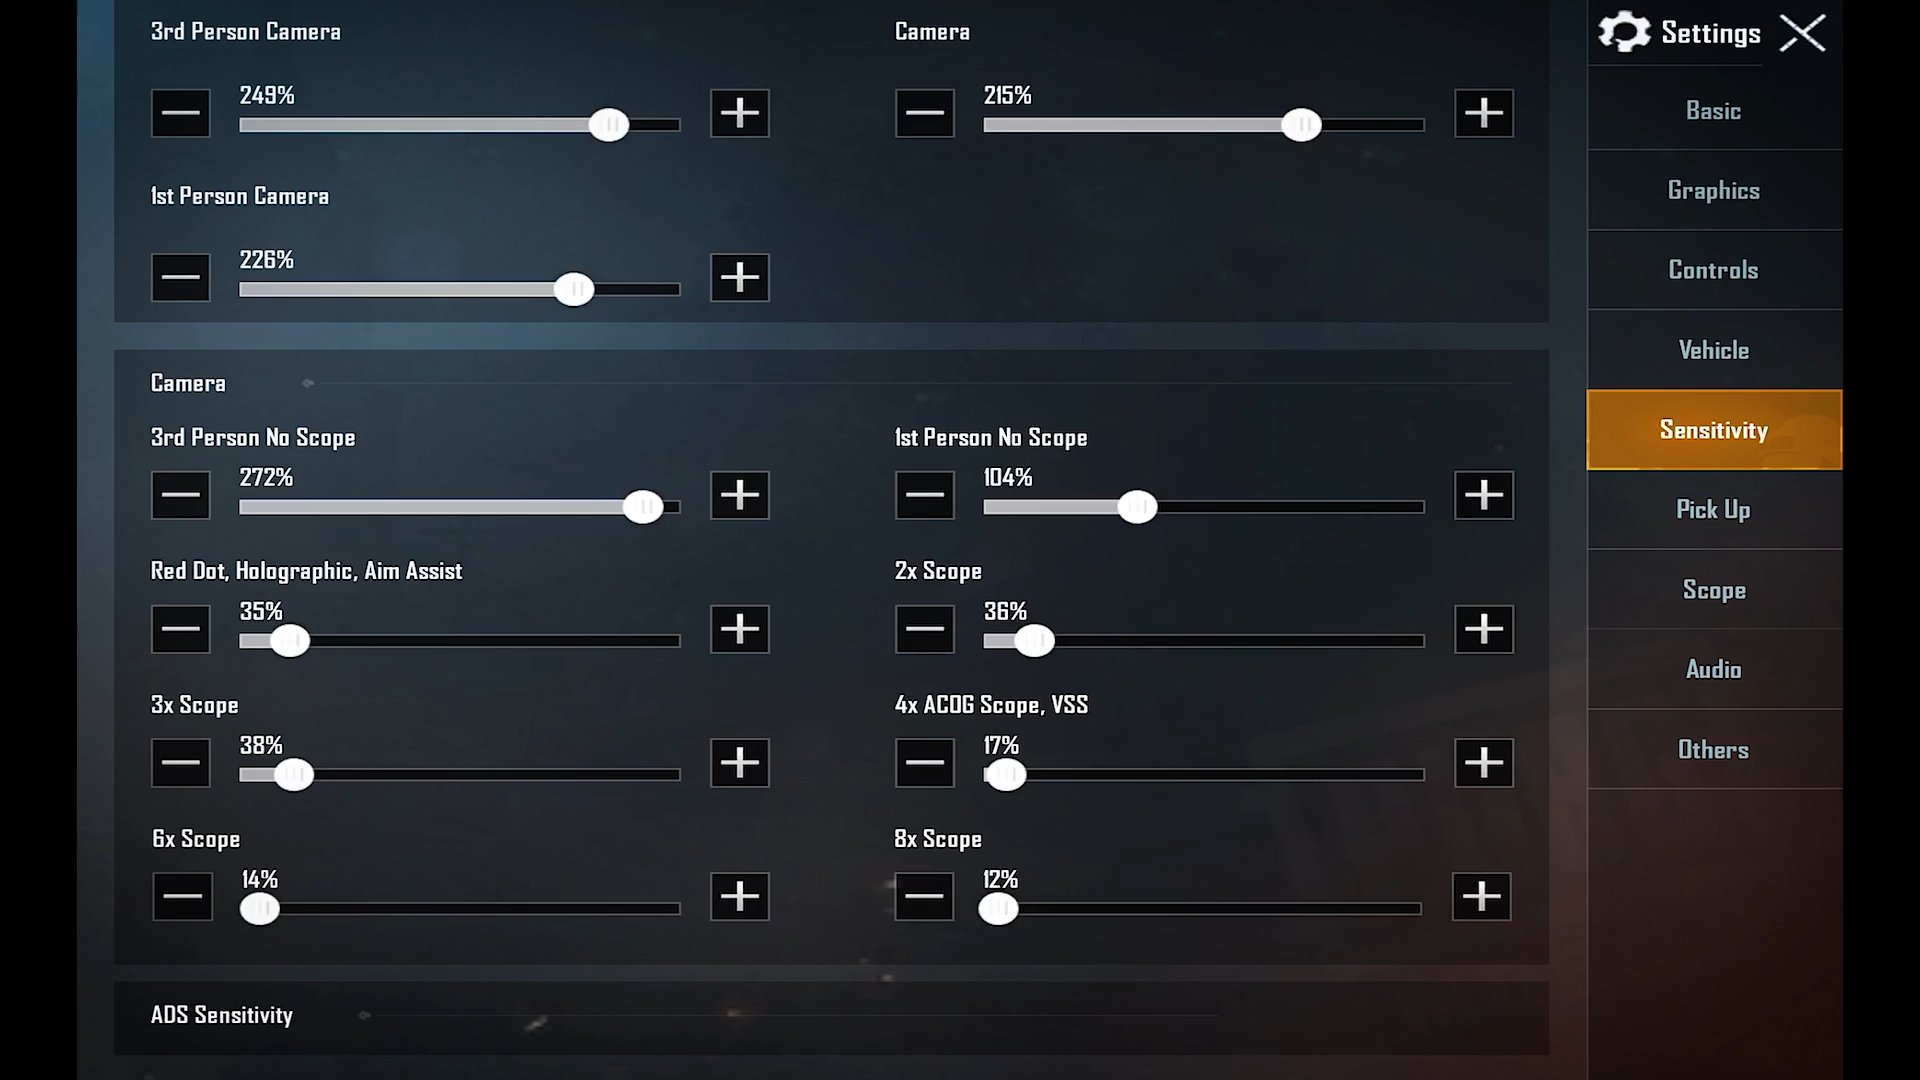 3rd Person Camera
Camera
249%
215%
1st Person Camera
226%
Camera
3rd Person No Scope
1st Person No Scope
272%
104%
Red Dot, Holographic, Aim Assist
2x Scope
35%
36%
3x Scope
4x ACOG Scope, VSS
38%
17%
6x Scope
8x Scope
14%
12%
ADS Sensitivity
Settings
Basic
Graphics
Controls
Vehicle
Sensitivity
Pick Up
Scope
Audio
Others